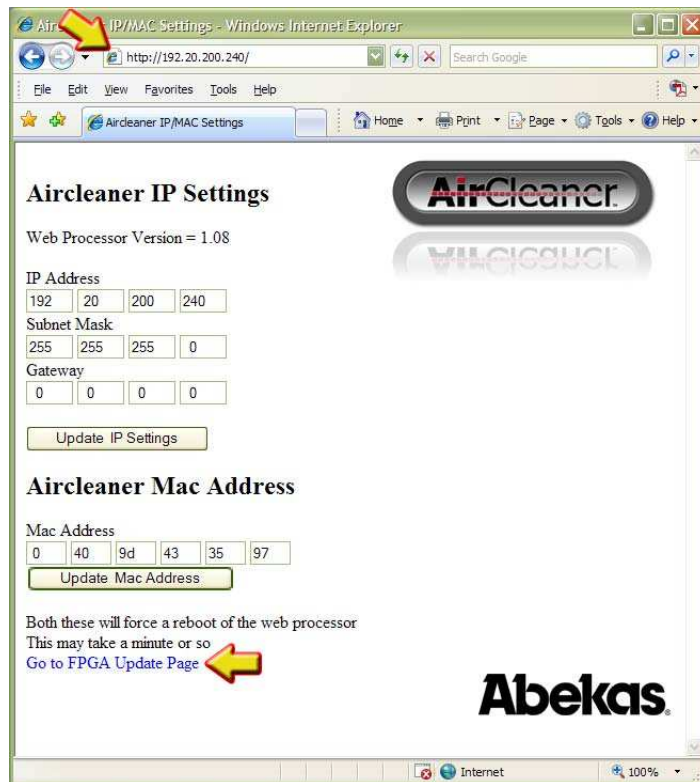 Aircleaner IP/MAC Settings - Windows Internet Explorer
http://192.20.200.240/
Search Google
File Edit View Favorites Tools Help
Aircleaner IP/MAC Settings
Home Print Page Tools Help
AirCleaner
Aircleaner IP Settings
Web Processor Version = 1.08
IP Address
192 20 200 240
Subnet Mask
255 255 255 0
Gateway
0 0 0 0
Update IP Settings
Aircleaner Mac Address
Mac Address
0 40 9d 43 35 97
Update Mac Address
Both these will force a reboot of the web processor
This may take a minute or so
Go to FPGA Update Page
Abekas®
Internet 100%